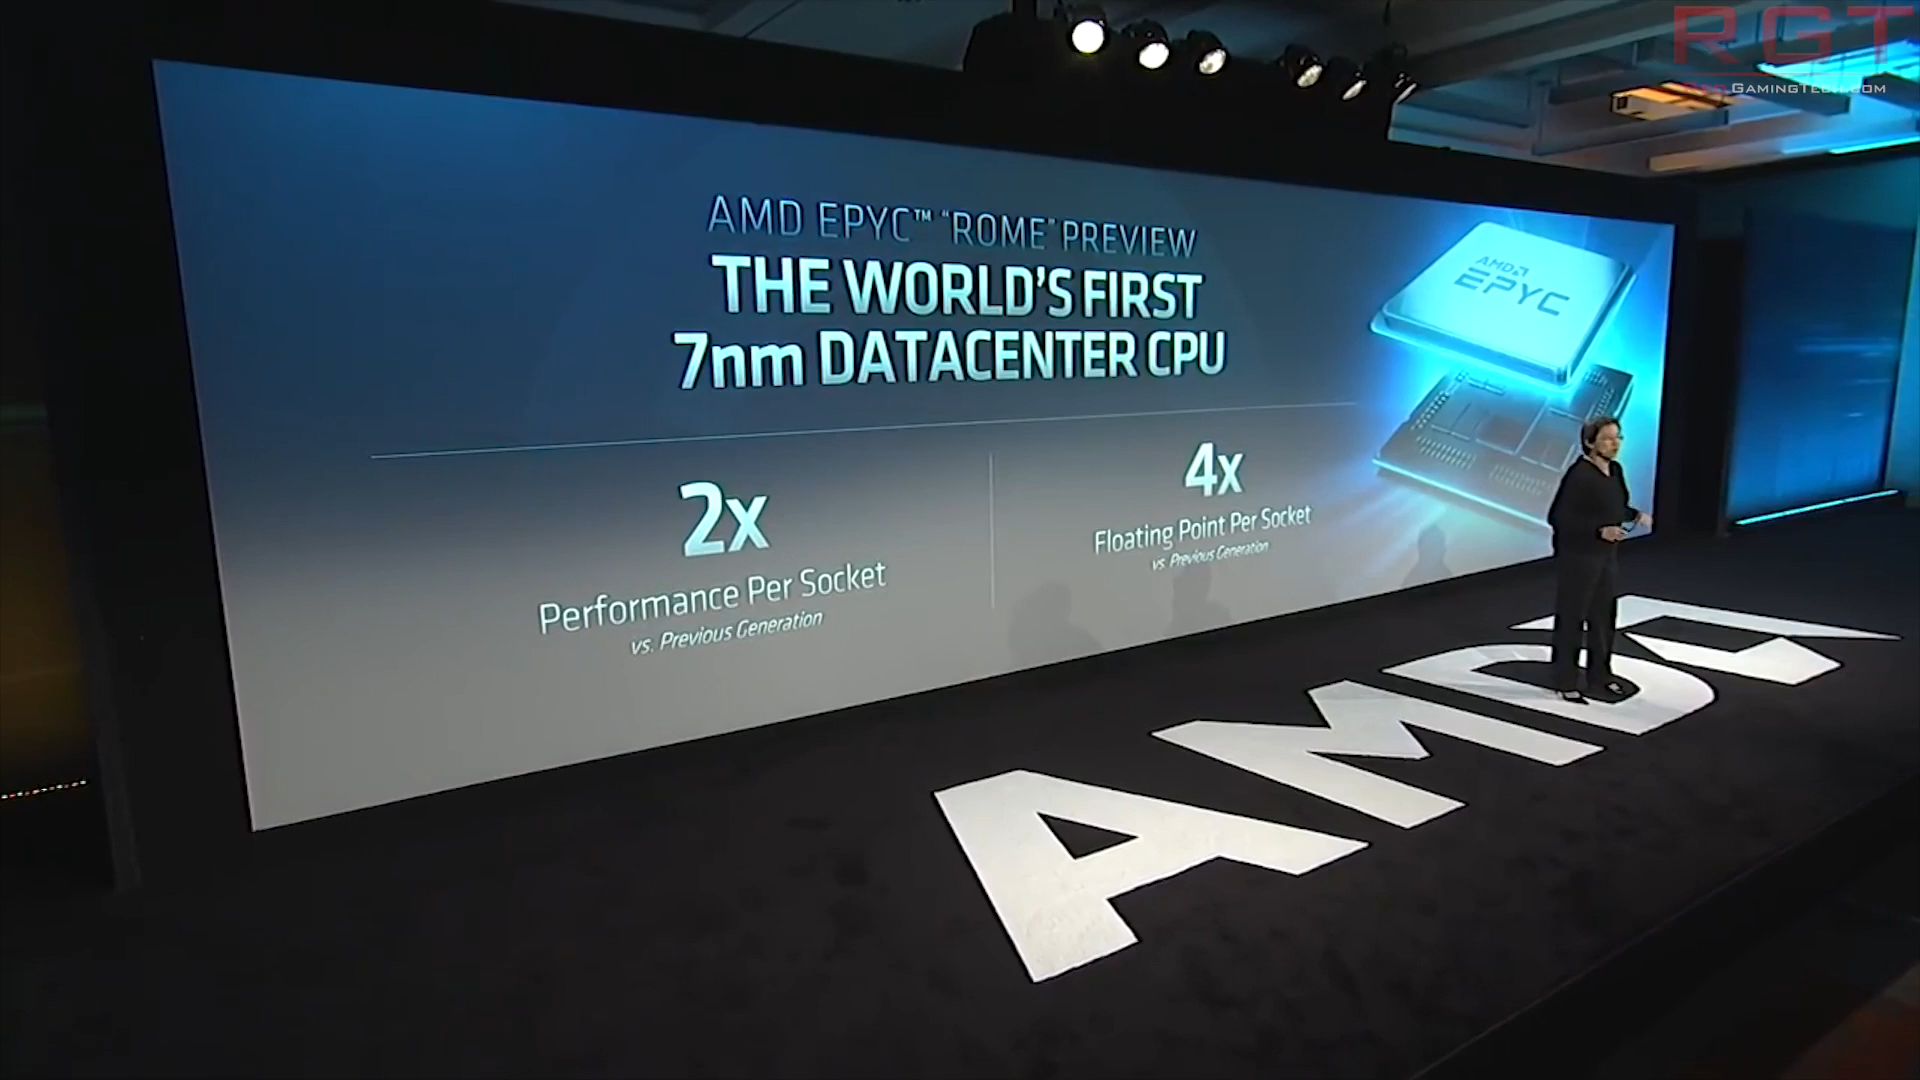 RGT
RedGamingTech.com
AMD EPYC™ "ROME" PREVIEW
THE WORLD'S FIRST
7nm DATACENTER CPU
AMD
EPYC
2x
Performance Per Socket
vs. Previous Generation
4x
Floating Point Per Socket
vs. Previous Generation
AMD